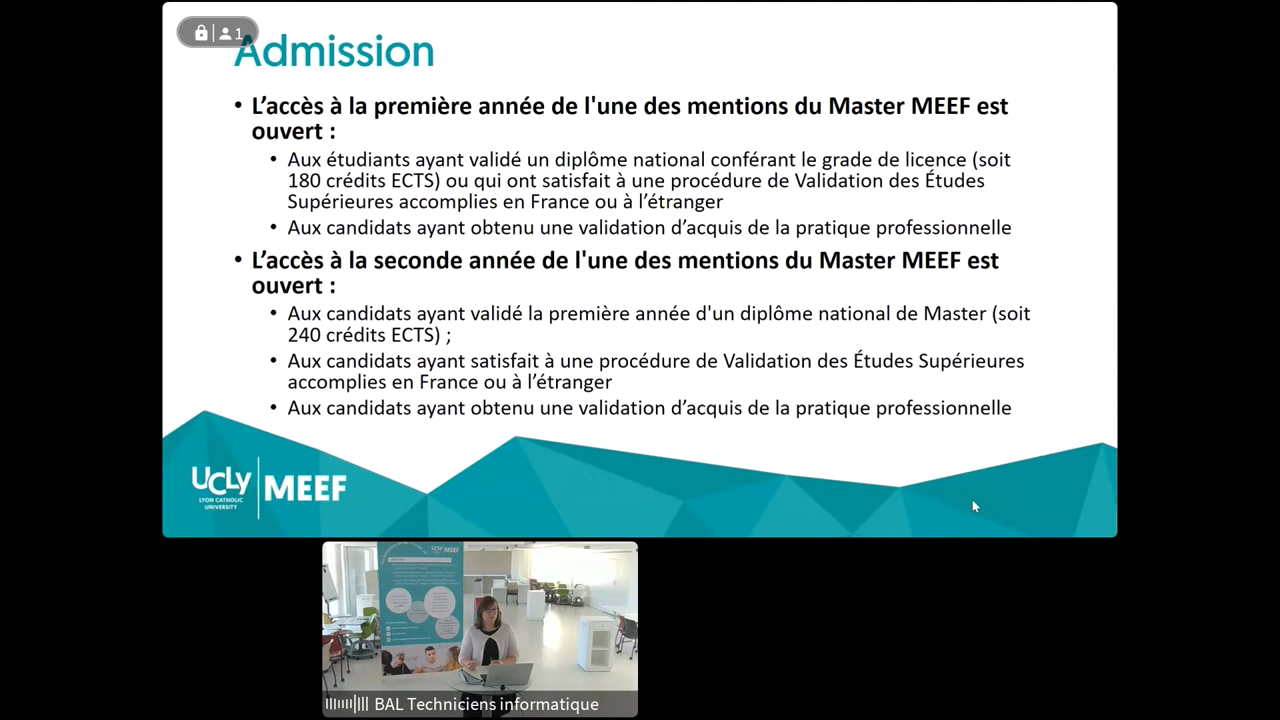 1
Admission
• L’accès à la première année de l'une des mentions du Master MEEF est
ouvert :
• Aux étudiants ayant validé un diplôme national conférant le grade de licence (soit
180 crédits ECTS) ou qui ont satisfait à une procédure de Validation des Études
Supérieures accomplies en France ou à l’étranger
• Aux candidats ayant obtenu une validation d’acquis de la pratique professionnelle
• L’accès à la seconde année de l'une des mentions du Master MEEF est
ouvert :
• Aux candidats ayant validé la première année d'un diplôme national de Master (soit
240 crédits ECTS) ;
• Aux candidats ayant satisfait à une procédure de Validation des Études Supérieures
accomplies en France ou à l’étranger
• Aux candidats ayant obtenu une validation d’acquis de la pratique professionnelle
UCLy
LYON CATHOLIC
UNIVERSITY
MEEF
UCLy MEEF
BAL Techniciens informatique